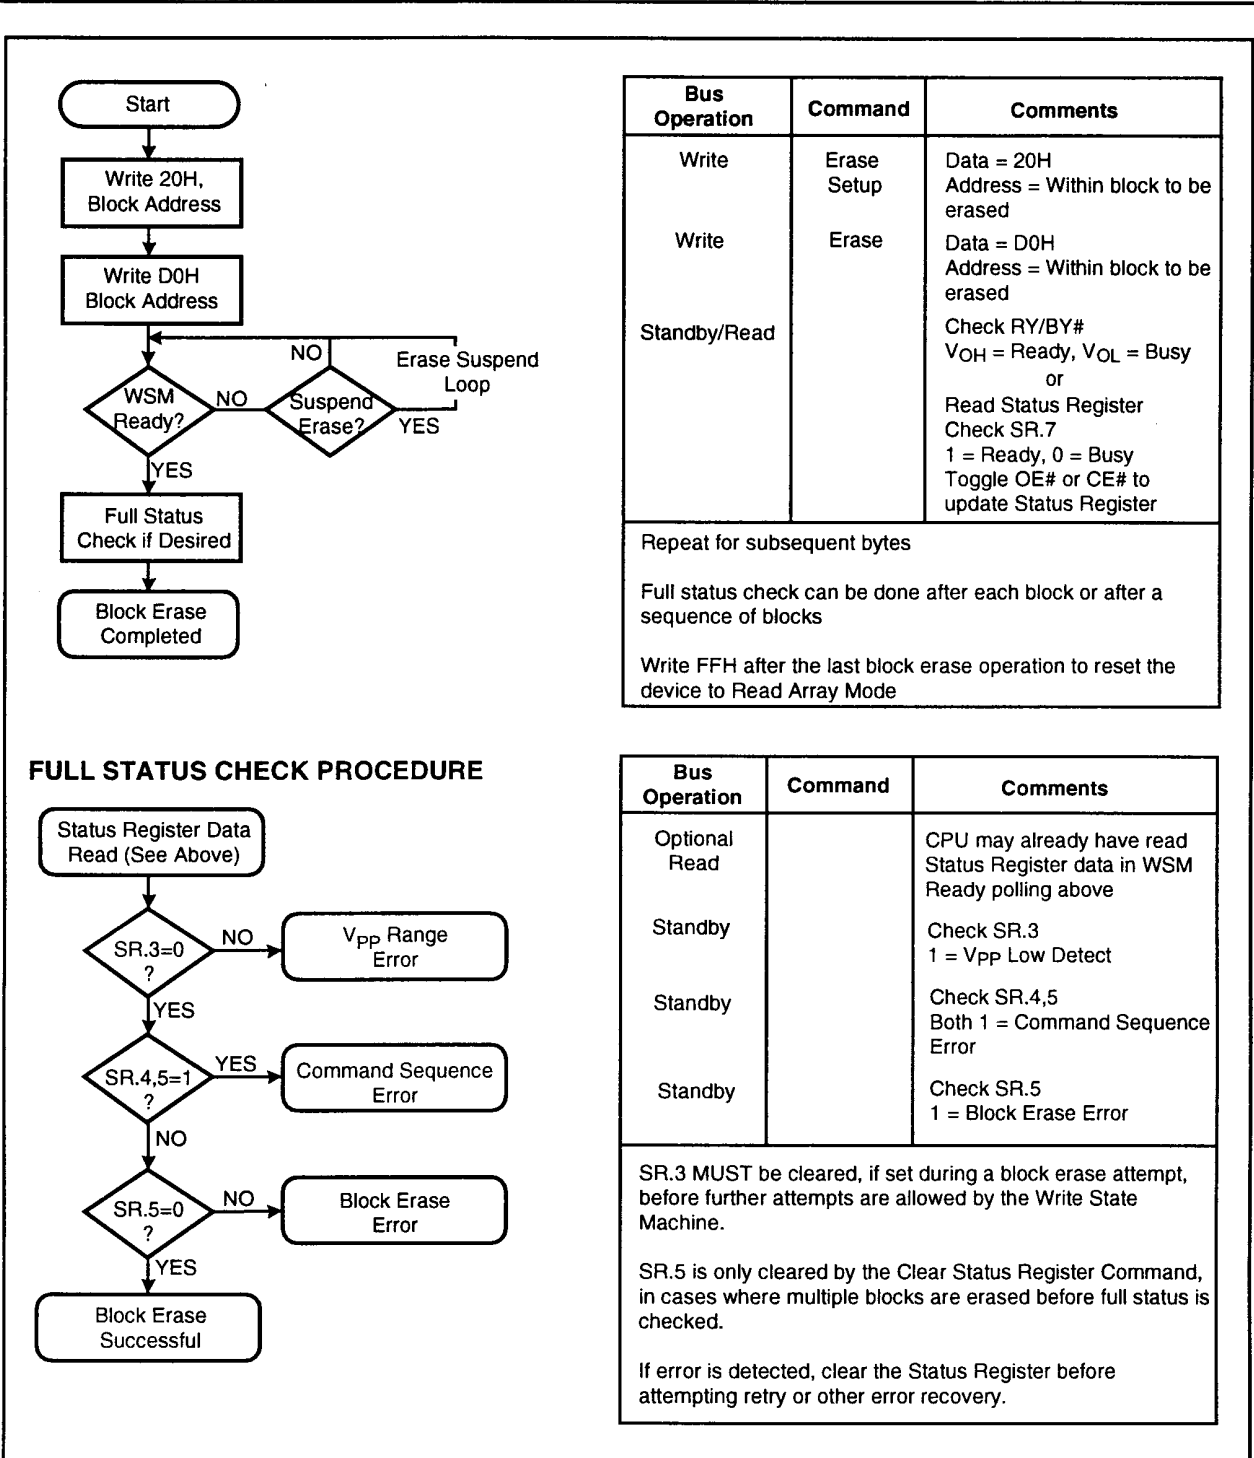 Start
Write 20H,
Block Address
Write D0H
Block Address
NO
Erase Suspend
Loop
WSM
Ready?
NO
Suspend
Erase?
YES
YES
Full Status
Check if Desired
Block Erase
Completed
Bus
Operation
Command
Comments
Write
Erase
Setup
Data = 20H
Address = Within block to be
erased
Write
Erase
Data = D0H
Address = Within block to be
erased
Standby/Read
Check RY/BY#
VOH = Ready, VOL = Busy
or
Read Status Register
Check SR.7
1 = Ready, 0 = Busy
Toggle OE# or CE# to
update Status Register
Repeat for subsequent bytes
Full status check can be done after each block or after a
sequence of blocks
Write FFH after the last block erase operation to reset the
device to Read Array Mode
FULL STATUS CHECK PROCEDURE
Status Register Data
Read (See Above)
SR.3=0
?
NO
VPP Range
Error
YES
SR.4,5=1
?
YES
Command Sequence
Error
NO
SR.5=0
?
NO
Block Erase
Error
YES
Block Erase
Successful
Bus
Operation
Command
Comments
Optional
Read
CPU may already have read
Status Register data in WSM
Ready polling above
Standby
Check SR.3
1 = VPP Low Detect
Standby
Check SR.4,5
Both 1 = Command Sequence
Error
Standby
Check SR.5
1 = Block Erase Error
SR.3 MUST be cleared, if set during a block erase attempt,
before further attempts are allowed by the Write State
Machine.
SR.5 is only cleared by the Clear Status Register Command,
in cases where multiple blocks are erased before full status is
checked.
If error is detected, clear the Status Register before
attempting retry or other error recovery.